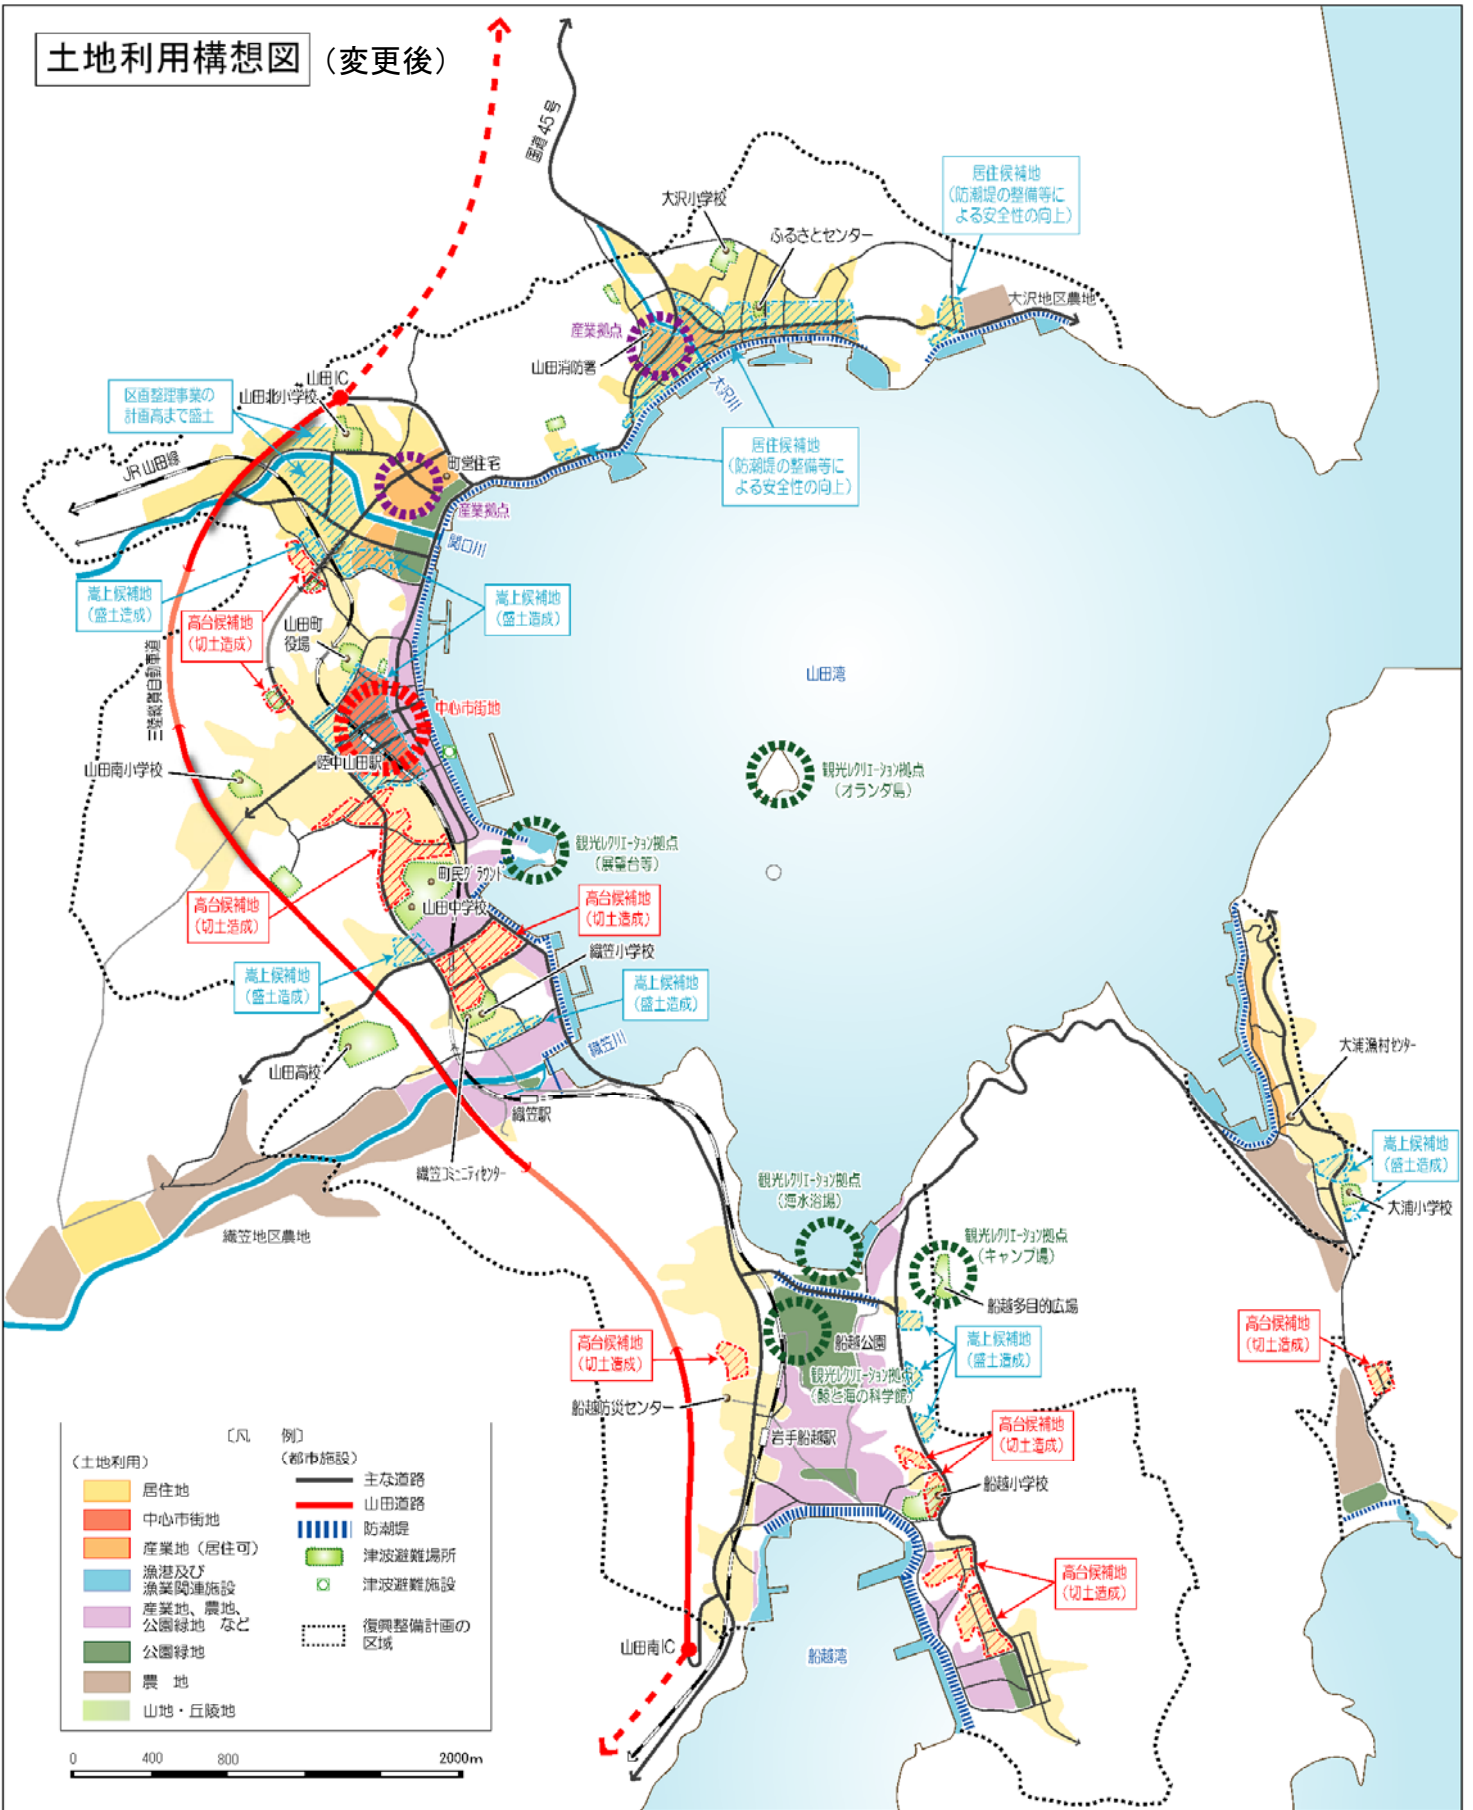 土地利用構想図 (変更後)
国道45号
大沢小学校
ふるさとセンター
居住候補地
(防潮堤の整備等に
よる安全性の向上)
大沢地区農地
産業拠点
山田消防署
大沢川
山田IC
山田北小学校
区画整理事業の
計画高まで盛土
JR山田線
町営住宅
産業拠点
関口川
居住候補地
(防潮堤の整備等に
よる安全性の向上)
嵩上候補地
(盛土造成)
高台候補地
(切土造成)
山田町
役場
嵩上候補地
(盛土造成)
三陸縦貫自動車道
中心市街地
陸中山田駅
山田南小学校
山田湾
観光レクリエーション拠点
(オランダ島)
観光レクリエーション拠点
(展望台等)
町民グラウンド
山田中学校
高台候補地
(切土造成)
高台候補地
(切土造成)
織笠小学校
嵩上候補地
(盛土造成)
嵩上候補地
(盛土造成)
織笠川
山田高校
織笠駅
織笠コミュニティセンター
織笠地区農地
大浦漁村センター
嵩上候補地
(盛土造成)
大浦小学校
観光レクリエーション拠点
(海水浴場)
観光レクリエーション拠点
(キャンプ場)
船越多目的広場
高台候補地
(切土造成)
船越公園
嵩上候補地
(盛土造成)
高台候補地
(切土造成)
観光レクリエーション拠点
(鯨と海の科学館)
船越防災センター
岩手船越駅
高台候補地
(切土造成)
船越小学校
高台候補地
(切土造成)
山田南IC
船越湾
〔凡 例〕
(土地利用)
居住地
中心市街地
産業地(居住可)
漁港及び
漁業関連施設
産業地、農地、
公園緑地 など
公園緑地
農 地
山地・丘陵地
(都市施設)
主な道路
山田道路
防潮堤
津波避難場所
津波避難施設
復興整備計画の
区域
0 400 800 2000m